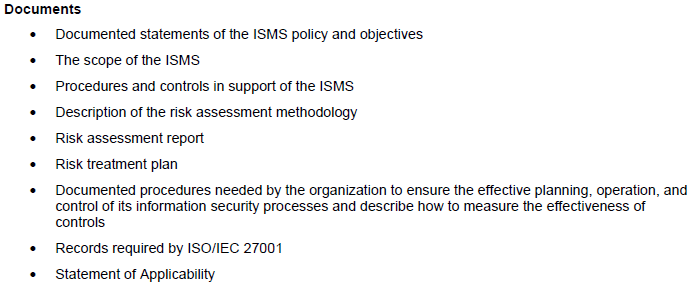 Documents
• Documented statements of the ISMS policy and objectives
• The scope of the ISMS
• Procedures and controls in support of the ISMS
• Description of the risk assessment methodology
• Risk assessment report
• Risk treatment plan
• Documented procedures needed by the organization to ensure the effective planning, operation, and
control of its information security processes and describe how to measure the effectiveness of
controls
• Records required by ISO/IEC 27001
• Statement of Applicability